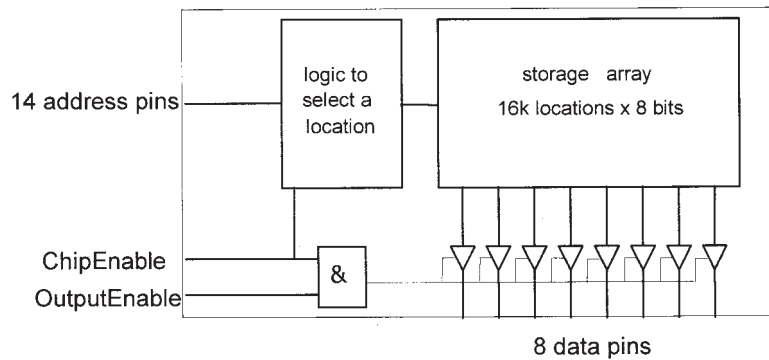 14 address pins
logic to
select a
location
storage array
16k locations x 8 bits
ChipEnable
OutputEnable
&
8 data pins